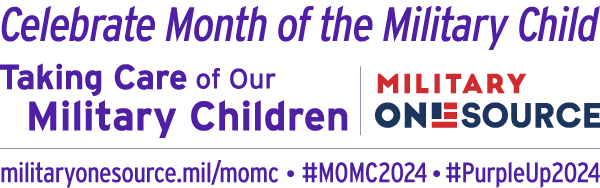 Celebrate Month of the Military Child
Taking Care of Our
Military Children
MILITARY
ONESOURCE
militaryonesource.mil/momc • #MOMC2024 • #PurpleUp2024